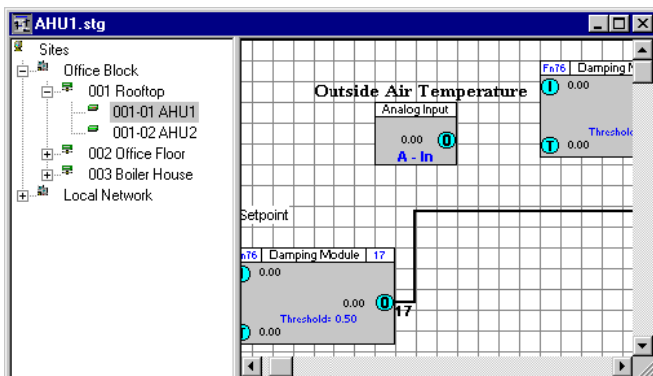 AHU1.stg
Sites
Office Block
001 Rooftop
001-01 AHU1
001-02 AHU2
002 Office Floor
003 Boiler House
Local Network
Fn76 Damping M
I 0.00
Threshold
T 0.00
Outside Air Temperature
Analog Input
0.00 O
A - In
Setpoint
n76 Damping Module 17
0.00
0.00 O
17
Threshold= 0.50
T 0.00